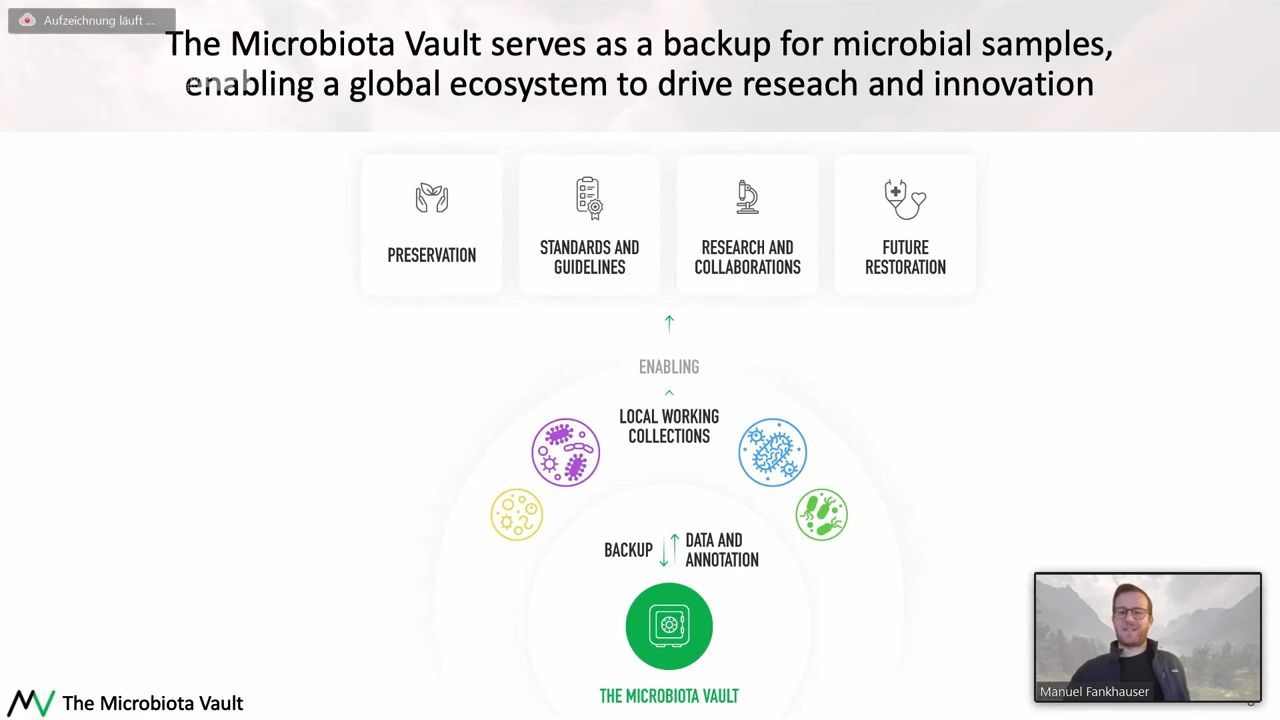 Aufzeichnung läuft ...
The Microbiota Vault serves as a backup for microbial samples,
enabling a global ecosystem to drive reseach and innovation
PRESERVATION
STANDARDS AND
GUIDELINES
RESEARCH AND
COLLABORATIONS
FUTURE
RESTORATION
ENABLING
LOCAL WORKING
COLLECTIONS
BACKUP
DATA AND
ANNOTATION
THE MICROBIOTA VAULT
The Microbiota Vault
Manuel Fankhauser